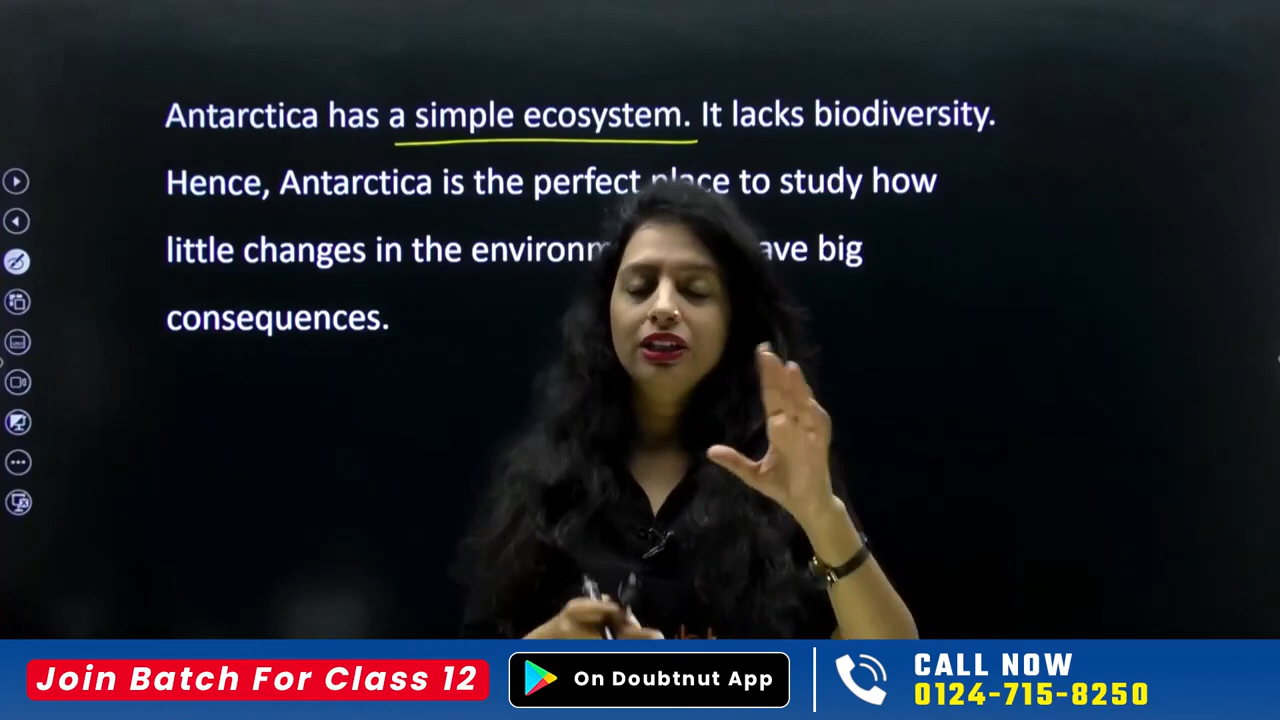 Antarctica has a simple ecosystem. It lacks biodiversity.
Hence, Antarctica is the perfect place to study how
little changes in the big
consequences.
Join Batch For Class 12
On Doubtnut App
CALL NOW
0124-715-8250